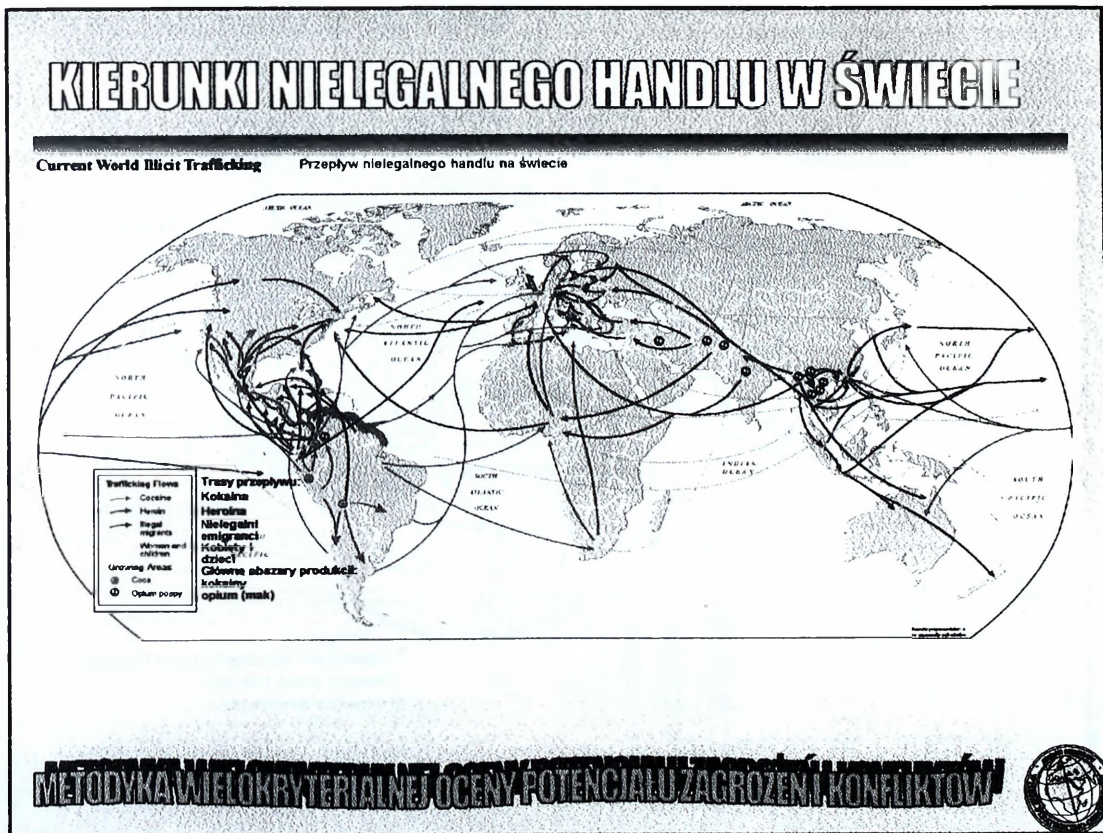 KIERUNKI NIELEGALNEGO HANDLU W ŚWIECIE
Current World Illicit Trafficking Przepływ nielegalnego handlu na świecie
ARCTIC OCEAN
ARCTIC OCEAN
NORTH
ATLANTIC
OCEAN
NORTH
PACIFIC
OCEAN
NORTH
PACIFIC
OCEAN
INDIAN
OCEAN
SOUTH
ATLANTIC
OCEAN
SOUTH
PACIFIC
OCEAN
Trafficking Flows
Cocaine
Heroin
Illegal
migrants
Women and
children
Growing Areas
Coca
Opium poppy
Trasy przepływu:
Kokaina
Heroina
Nielegalni
emigranci
Kobiety i
dzieci
Główne abazary produkcji:
kokainy
opium (mak)
METODYKA WIELOKRYTERIALNEJ OCENY POTENCJAŁU ZAGROŻEŃ I KONFLIKTÓW